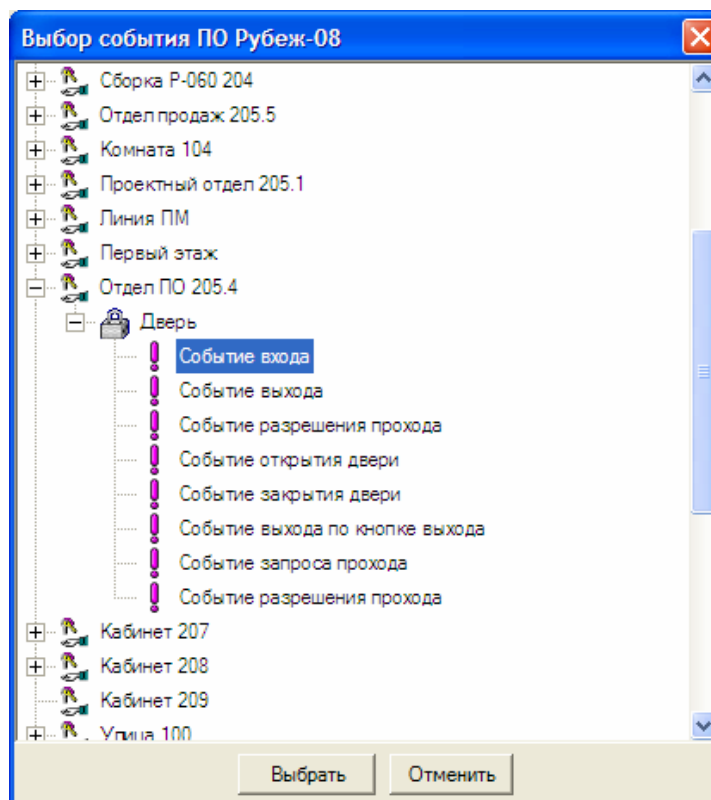 Выбор события ПО Рубеж-08
Сборка Р-060 204
Отдел продаж 205.5
Комната 104
Проектный отдел 205.1
Линия ПМ
Первый этаж
Отдел ПО 205.4
Дверь
Событие входа
Событие выхода
Событие разрешения прохода
Событие открытия двери
Событие закрытия двери
Событие выхода по кнопке выхода
Событие запроса прохода
Событие разрешения прохода
Кабинет 207
Кабинет 208
Кабинет 209
Улица 100
Выбрать
Отменить